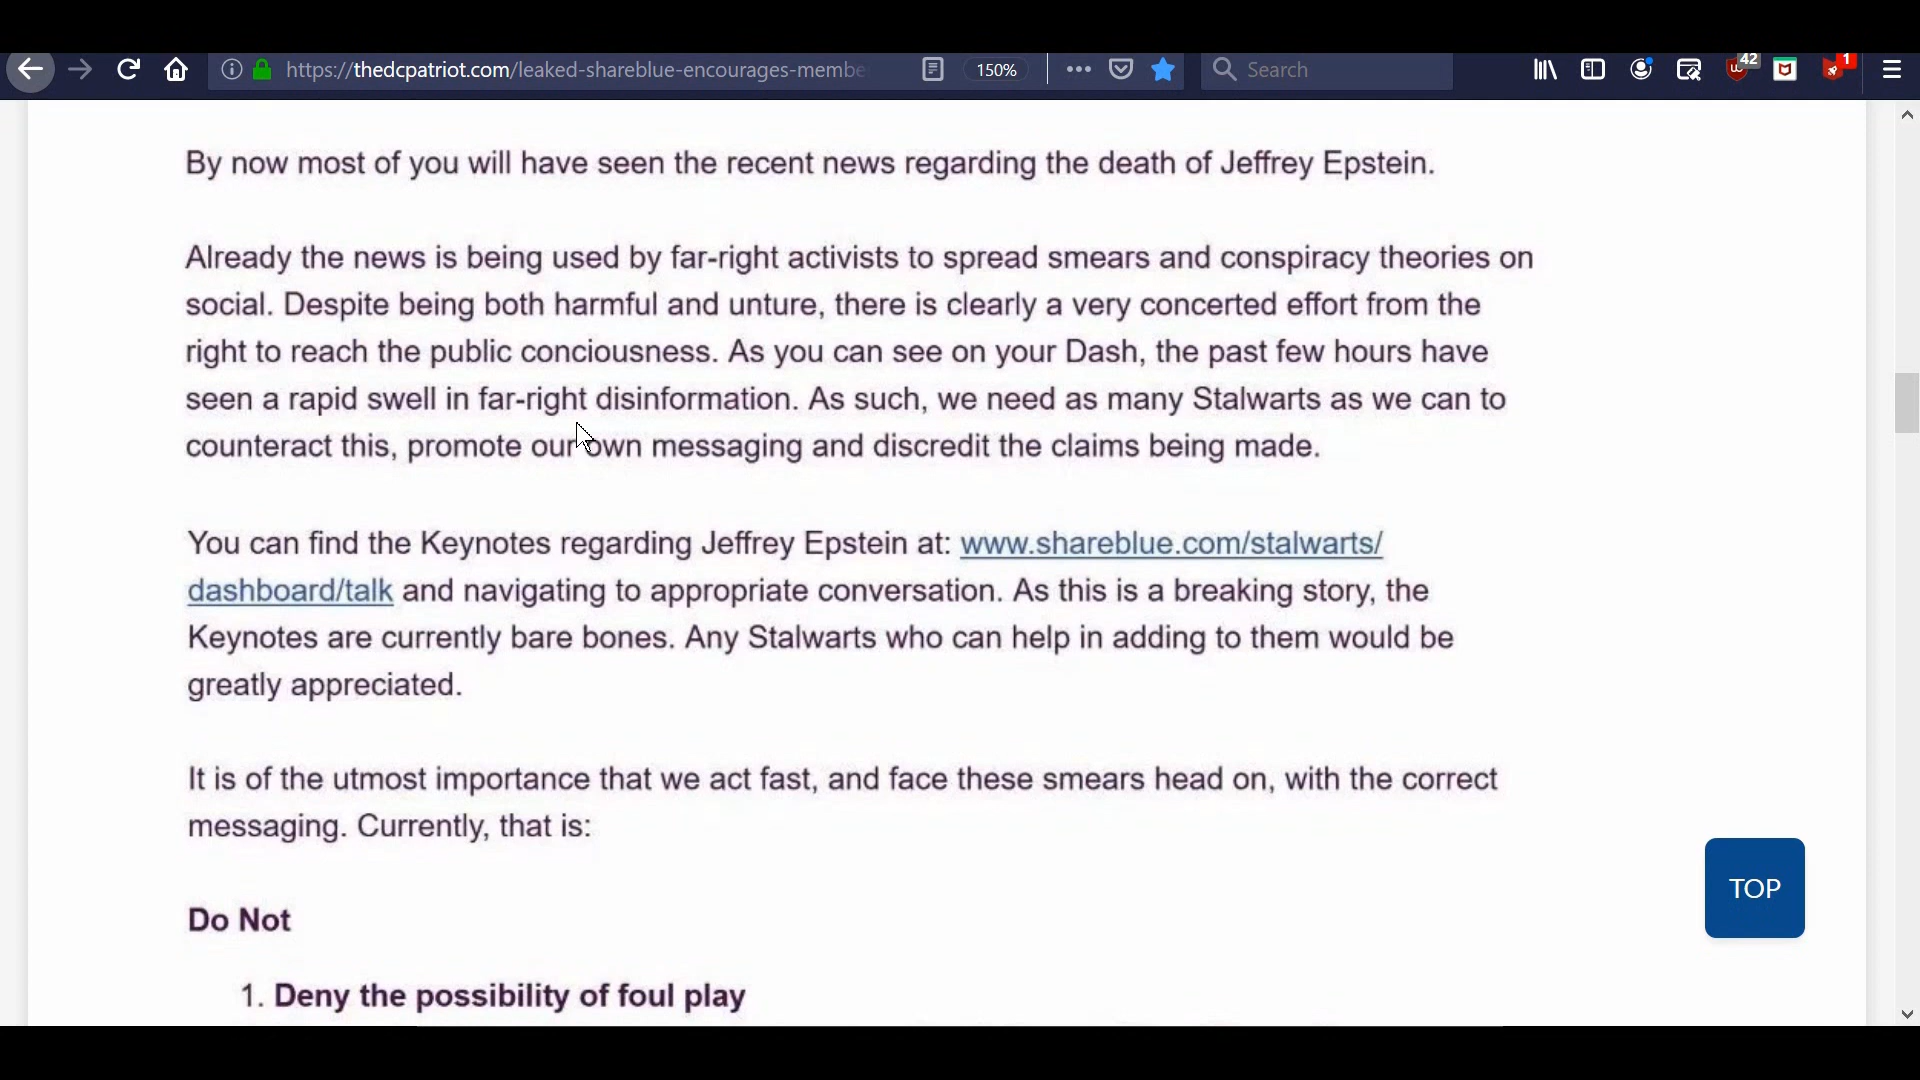 https://thedcpatriot.com/leaked-shareblue-encourages-membe
150%
Search
42
1
By now most of you will have seen the recent news regarding the death of Jeffrey Epstein.
Already the news is being used by far-right activists to spread smears and conspiracy theories on
social. Despite being both harmful and unture, there is clearly a very concerted effort from the
right to reach the public conciousness. As you can see on your Dash, the past few hours have
seen a rapid swell in far-right disinformation. As such, we need as many Stalwarts as we can to
counteract this, promote our own messaging and discredit the claims being made.
You can find the Keynotes regarding Jeffrey Epstein at: www.shareblue.com/stalwarts/
dashboard/talk and navigating to appropriate conversation. As this is a breaking story, the
Keynotes are currently bare bones. Any Stalwarts who can help in adding to them would be
greatly appreciated.
It is of the utmost importance that we act fast, and face these smears head on, with the correct
messaging. Currently, that is:
TOP
Do Not
1. Deny the possibility of foul play